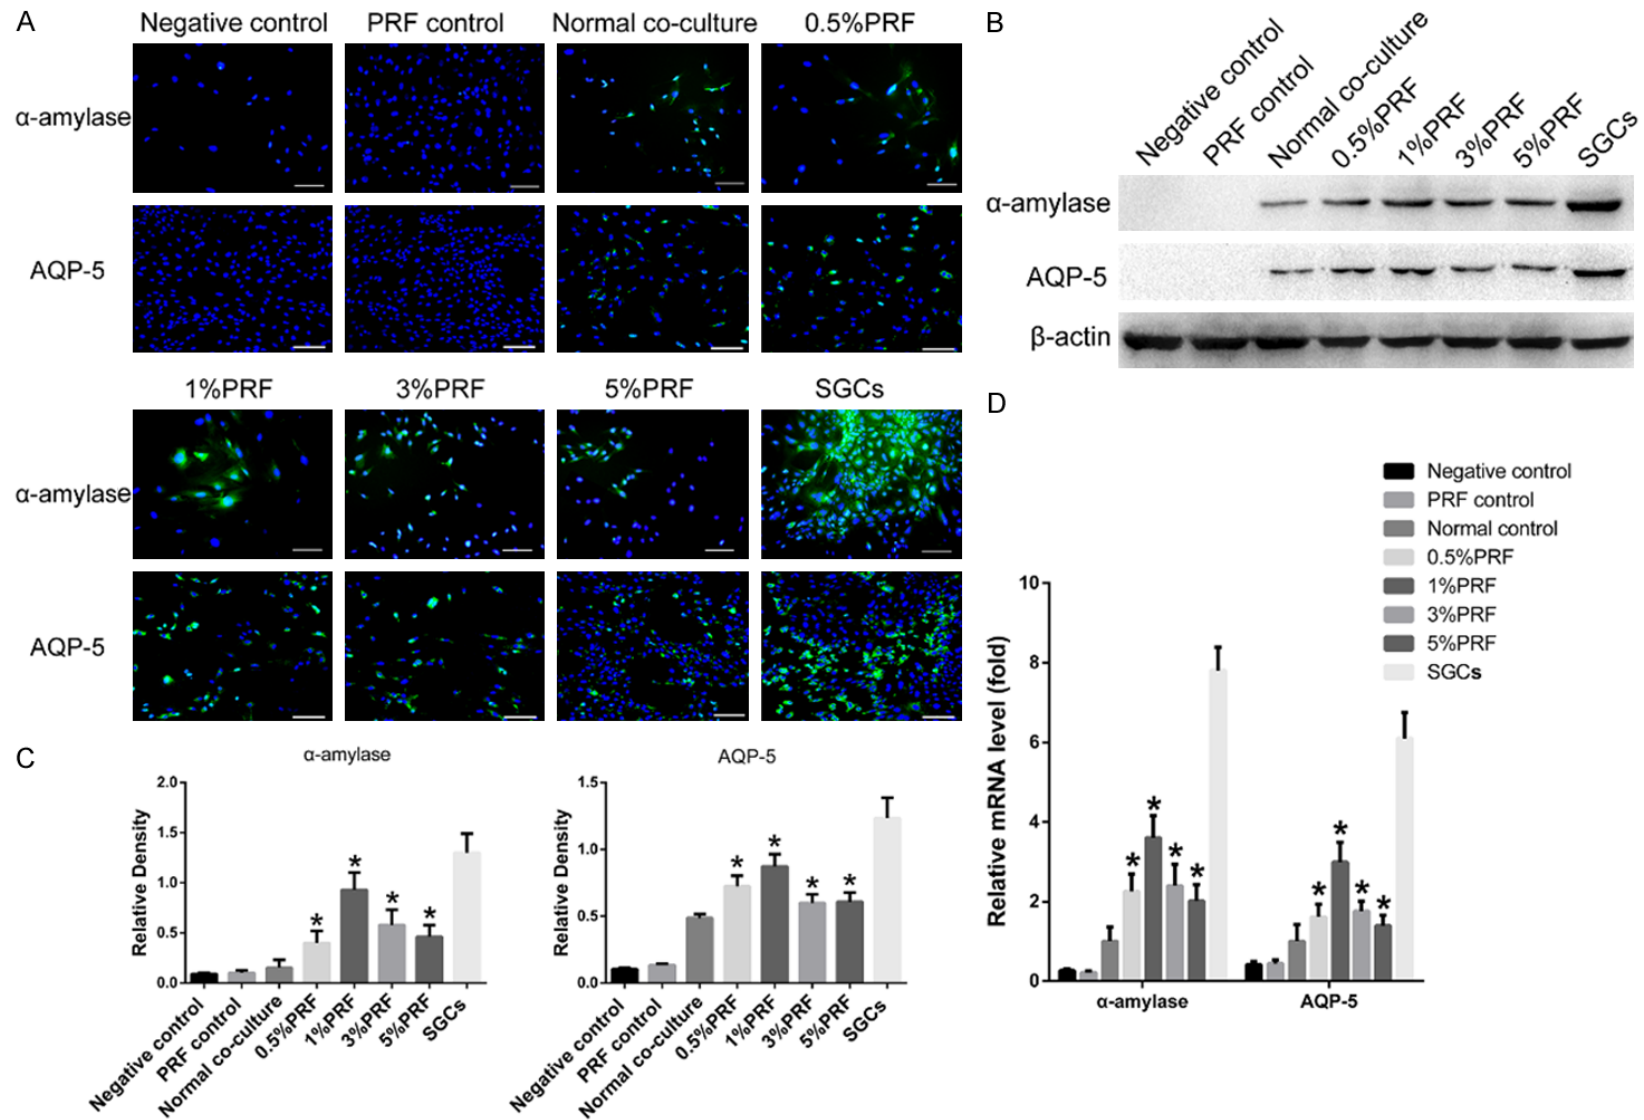 A
Negative control PRF control Normal co-culture 0.5%PRF
α-amylase
AQP-5
1%PRF 3%PRF 5%PRF SGCs
α-amylase
AQP-5
B
Negative control PRF control Normal co-culture 0.5%PRF 1%PRF 3%PRF 5%PRF SGCs
α-amylase
AQP-5
β-actin
C
α-amylase
Relative Density
2.0
1.5
1.0
0.5
0.0
Negative control PRF control Normal co-culture 0.5%PRF 1%PRF 3%PRF 5%PRF SGCs
* * * *
AQP-5
Relative Density
1.5
1.0
0.5
0.0
Negative control PRF control Normal co-culture 0.5%PRF 1%PRF 3%PRF 5%PRF SGCs
* * * *
D
Negative control
PRF control
Normal control
0.5%PRF
1%PRF
3%PRF
5%PRF
SGCs
Relative mRNA level (fold)
10
8
6
4
2
0
* * * * * * * *
α-amylase AQP-5